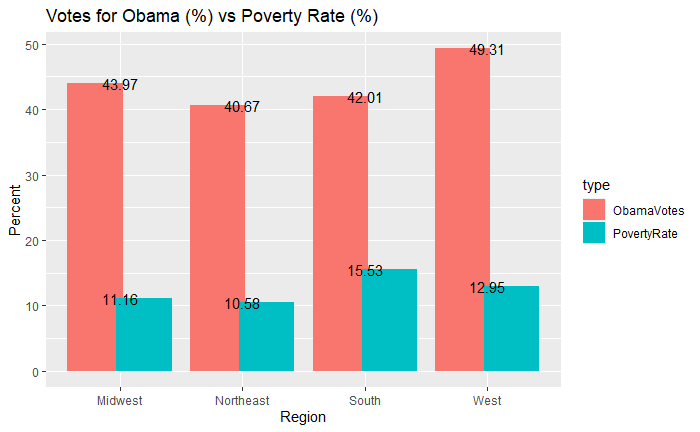 Votes for Obama (%) vs Poverty Rate (%)
50
40
30
20
10
0
Percent
43.97
40.67
42.01
49.31
11.16
10.58
15.53
12.95
Midwest
Northeast
South
West
Region
type
ObamaVotes
PovertyRate